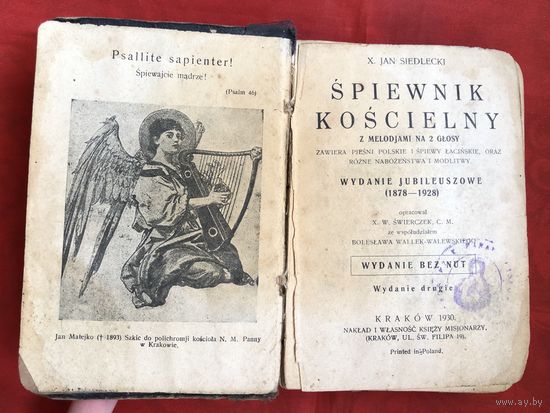 Psallite sapienter!
Śpiewajcie mądrze!
(Psalm 46)
Jan Matejko († 1893) Szkic do polichromji kościoła N. M. Panny
w Krakowie.
X. JAN SIEDLECKI
ŚPIEWNIK
KOŚCIELNY
Z MELODJAMI NA 2 GŁOSY
ZAWIERA PIEŚNI POLSKIE I ŚPIEWY ŁACIŃSKIE, ORAZ
RÓŻNE NABOŻEŃSTWA I MODLITWY.
WYDANIE JUBILEUSZOWE
(1878—1928)
opracował
X. W. ŚWIERCZEK, C. M.
ze współudziałem
BOLESŁAWA WALLEK-WALEWSKIEGO
WYDANIE BEZ NUT
Wydanie drugie
KRAKÓW 1930.
NAKŁAD I WŁASNOŚĆ KSIĘŻY MISJONARZY,
(KRAKÓW, UL. ŚW. FILIPA 19).
Printed in Poland.
www.ay.by